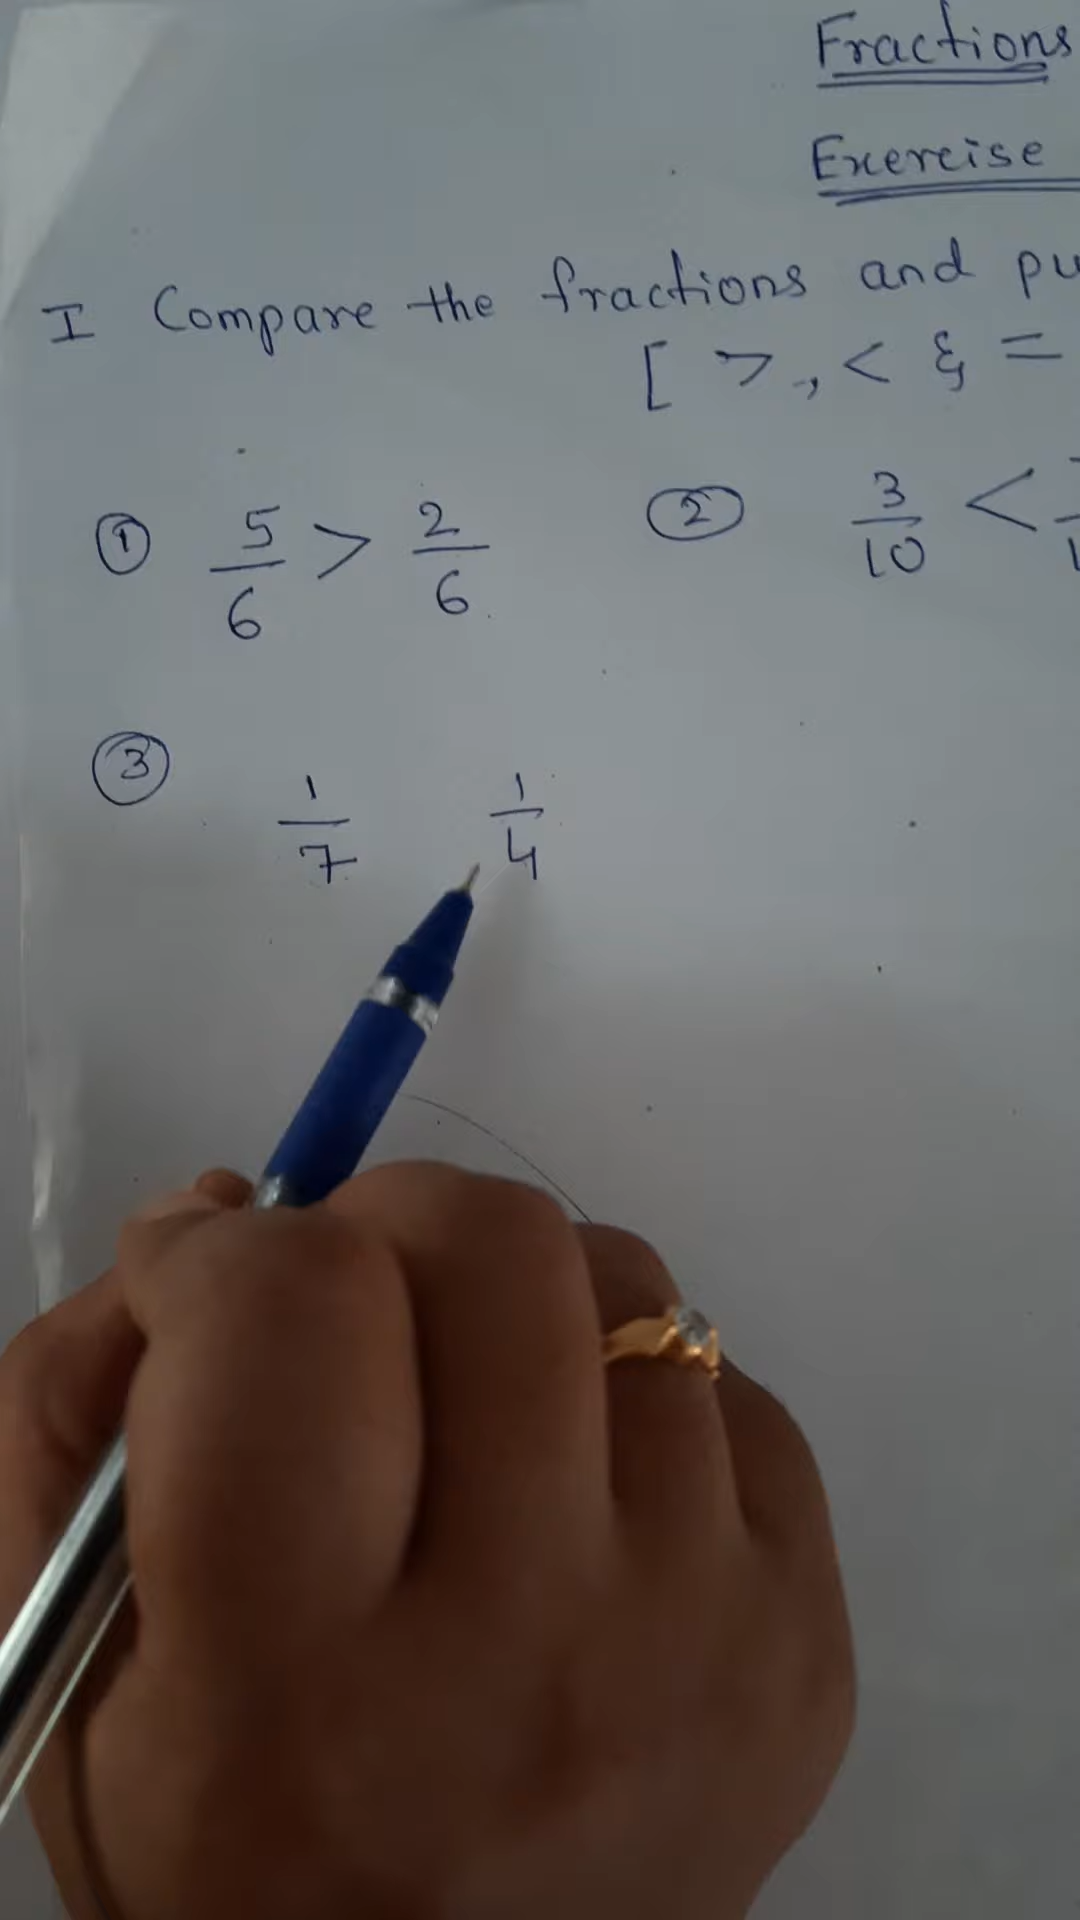 Fractions
Exercise
I Compare the fractions and pu
[ >, < & =
① 5/6 > 2/6 ② 3/10 <
③ 1/7 1/4